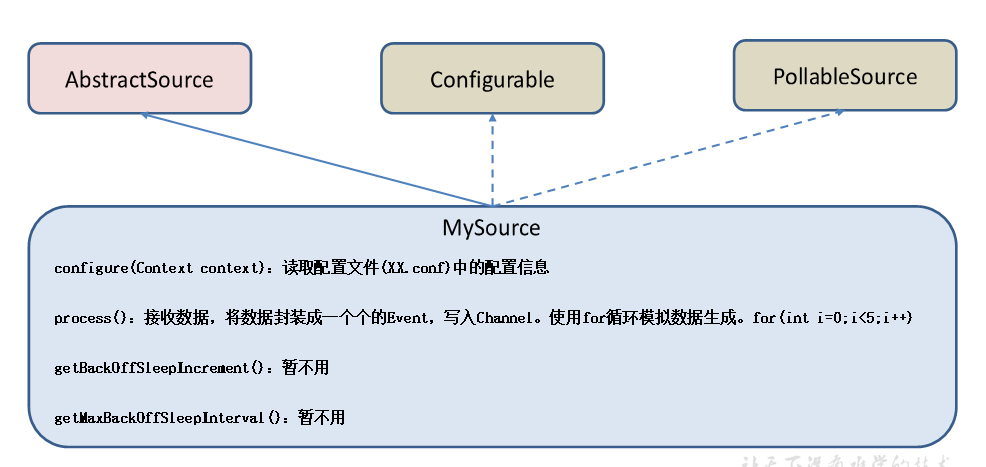 AbstractSource
Configurable
PollableSource
MySource
configure(Context context): 读取配置文件(XX.conf)中的配置信息
process(): 接收数据，将数据封装成一个个的Event，写入Channel。使用for循环模拟数据生成。for(int i=0;i<5;i++)
getBackOffSleepIncrement(): 暂不用
getMaxBackOffSleepInterval(): 暂不用